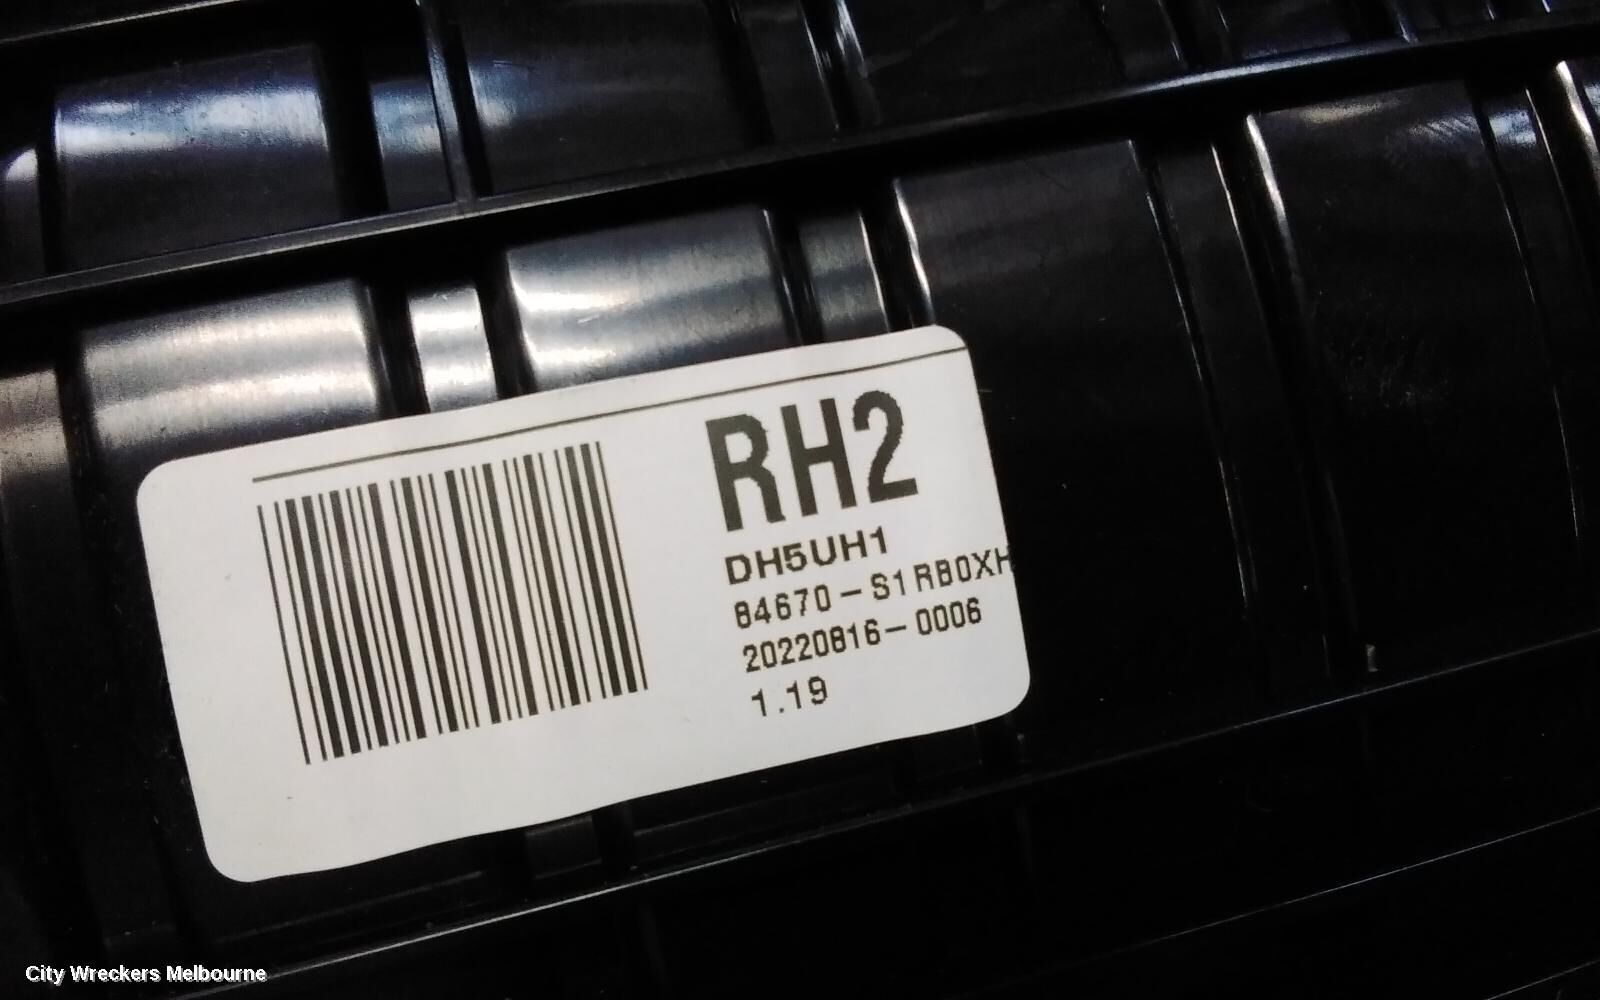 RH2
DH5UH1
84670-S1RB0XH
20220816-0006
1.19
City Wreckers Melbourne